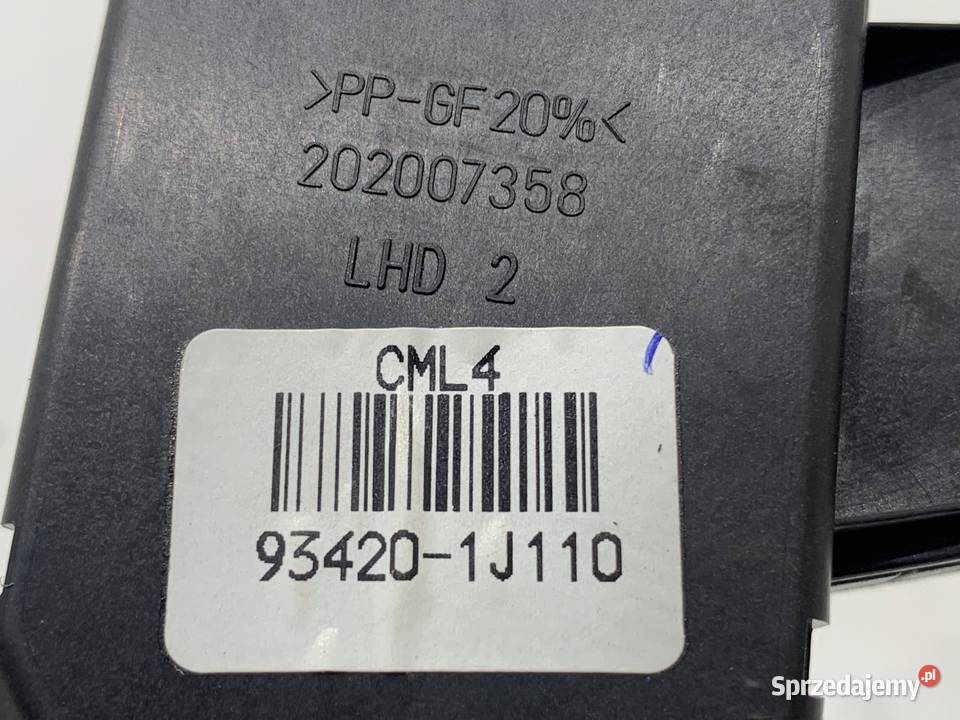 >PP-GF20%<
202007358
LHD 2
CML4
93420-1J110
Sprzedajemy.pl